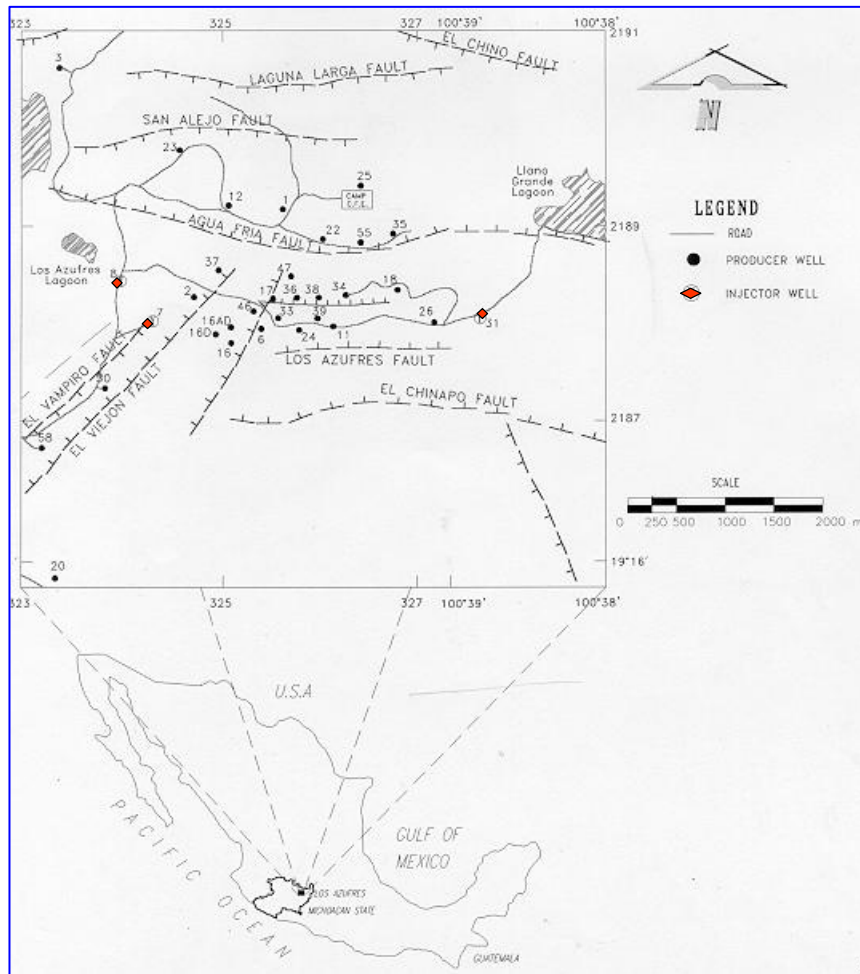 323
325
327
100°39'
100°38'
2191
EL CHINO FAULT
3
LAGUNA LARGA FAULT
SAN ALEJO FAULT
23
25
CAMP
C.F.E.
12
1
Llano
Grande
Lagoon
N
LEGEND
ROAD
PRODUCER WELL
INJECTOR WELL
22
55
35
AGUA FRIA FAULT
2189
Los Azufres
Lagoon
8
37
47
2
17
36
38
34
18
7
46
16AD
16D
33
39
26
31
16
6
24
11
LOS AZUFRES FAULT
EL VAMPIRO FAULT
EL VIEJON FAULT
EL CHINAPO FAULT
2187
58
SCALE
0
250
500
1000
1500
2000 m
20
19°16'
323
325
327
100°39'
100°38'
U.S.A
PACIFIC OCEAN
GULF OF
MEXICO
LOS AZUFRES
MICHOACAN STATE
GUATEMALA